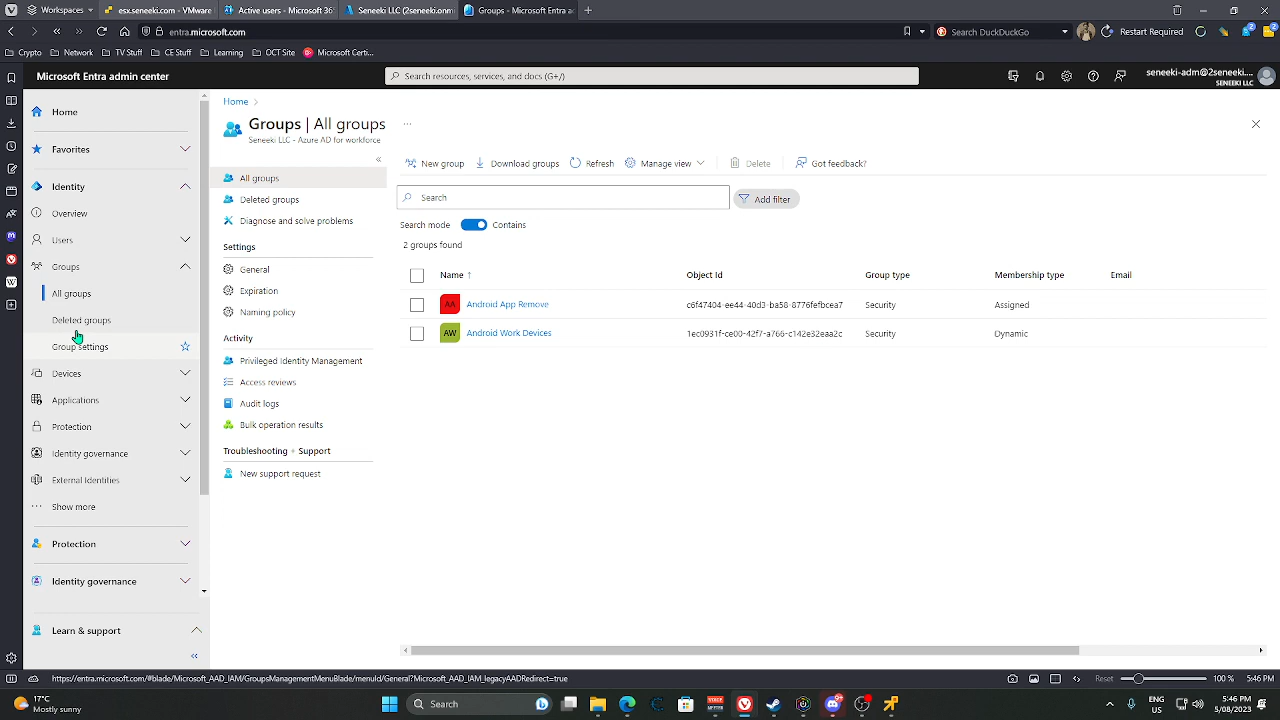 Workspaces
esx.seneeki.com - VMware
Active users - Microsoft 36
Seneeki LLC (2seneeki.onm
Groups - Microsoft Entra ad
entra.microsoft.com
Search DuckDuckGo
Restart Required
Crypto
Network
TV Stuff
CE Stuff
Learning
OCT Site
Microsoft Certi...
Microsoft Entra admin center
Search resources, services, and docs (G+/)
seneeki-adm@2seneeki....
SENEEKI LLC
Home
Favorites
Identity
Overview
Users
Groups
All groups
Deleted groups
Group settings
Devices
Applications
Protection
Identity governance
External Identities
Show more
Protection
Identity governance
Learn & support
Home
Groups | All groups
Seneeki LLC - Azure AD for workforce
All groups
Deleted groups
Diagnose and solve problems
Settings
General
Expiration
Naming policy
Activity
Privileged Identity Management
Access reviews
Audit logs
Bulk operation results
Troubleshooting + Support
New support request
New group
Download groups
Refresh
Manage view
Delete
Got feedback?
Search
Add filter
Search mode
Contains
2 groups found
Name ↑ Object Id Group type Membership type Email
AA Android App Remove c6f47404-ee44-40d3-ba58-8776fefbcea7 Security Assigned
AW Android Work Devices 1ec0931f-ce00-42f7-a766-c142e32eaa2c Security Dynamic
https://entra.microsoft.com/#blade/Microsoft_AAD_IAM/GroupsManagementMenuBlade/menuId/General?Microsoft_AAD_IAM_legacyAADRedirect=true
Reset
100 %
5:46 PM
17°C
Mostly sunny
Search
ENG
US
5:46 PM
5/08/2023